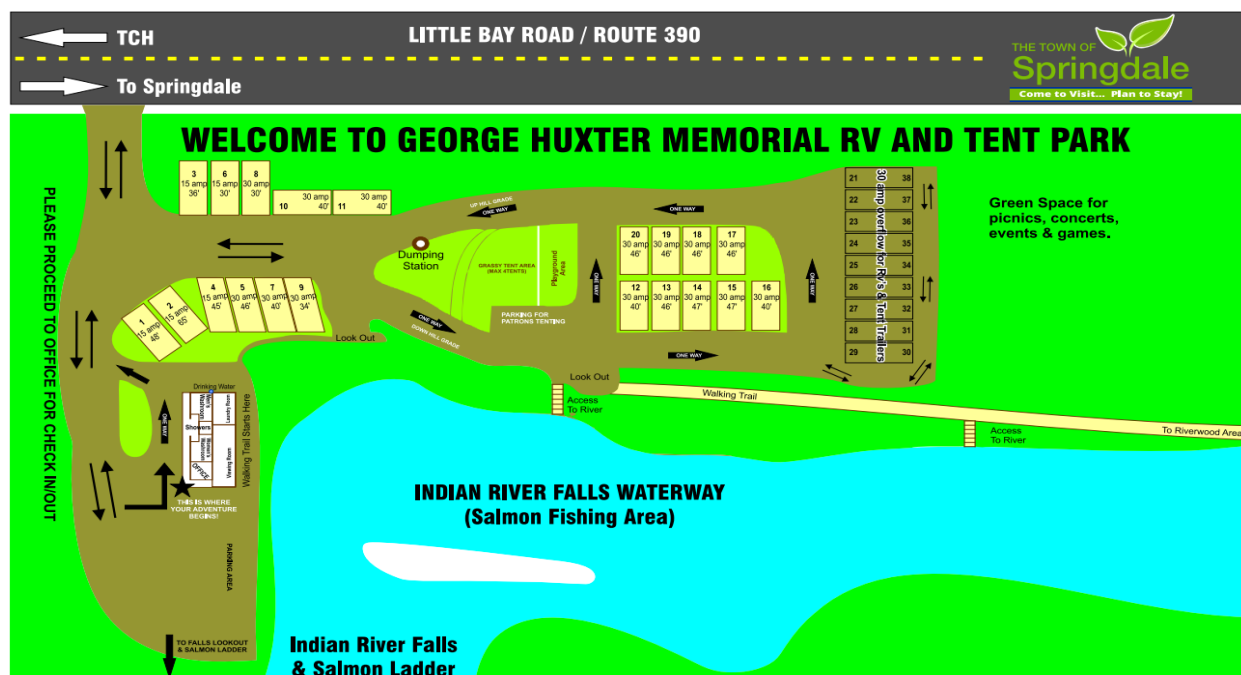 TCH
LITTLE BAY ROAD / ROUTE 390
To Springdale
THE TOWN OF
Springdale
Come to Visit... Plan to Stay!
WELCOME TO GEORGE HUXTER MEMORIAL RV AND TENT PARK
PLEASE PROCEED TO OFFICE FOR CHECK IN/OUT
3
15 amp
36'
6
15 amp
30'
8
30 amp
30'
30 amp
10 40'
30 amp
11 40'
UP HILL GRADE
ONE WAY
ONE WAY
Dumping
Station
GRASSY TENT AREA
(MAX 4TENTS)
Playground
Area
PARKING FOR
PATRONS TENTING
ONE WAY
20
30 amp
46'
19
30 amp
46'
18
30 amp
46'
17
30 amp
46'
12
30 amp
40'
13
30 amp
46'
14
30 amp
47'
15
30 amp
47'
16
30 amp
40'
ONE WAY
21 38
22 37
23 36
24 35
25 34
26 33
27 32
28 31
29 30
30 amp overflow for RV's & Tent Trailers
Green Space for
picnics, concerts,
events & games.
1
15 amp
48'
2
15 amp
65'
4
15 amp
45'
5
30 amp
46'
7
30 amp
40'
9
30 amp
34'
Look Out
ONE WAY
DOWN HILL GRADE
ONE WAY
Look Out
Access
To River
Walking Trail
To Riverwood Area
Access
To River
Drinking Water
Men's
Washroom
Laundry Room
Showers
Women's
Washroom
Viewing Room
OFFICE
Walking Trail Starts Here
ONE WAY
THIS IS WHERE
YOUR ADVENTURE
BEGINS!
PARKING AREA
TO FALLS LOOKOUT
& SALMON LADDER
INDIAN RIVER FALLS WATERWAY
(Salmon Fishing Area)
Indian River Falls
& Salmon Ladder